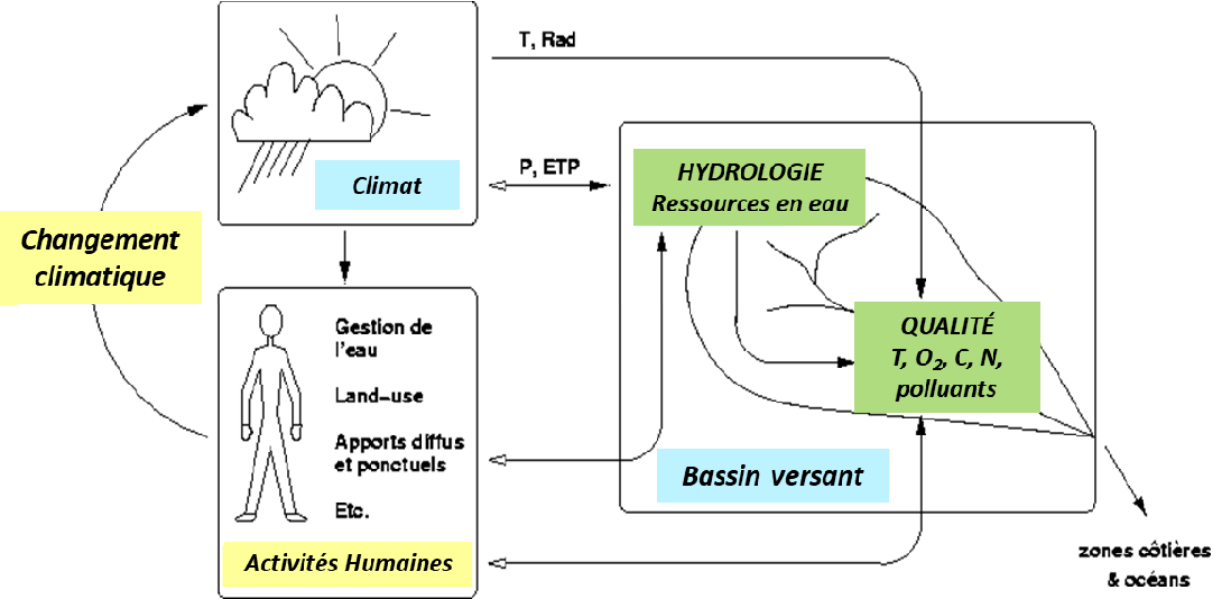 T, Rad
P, ETP
Climat
HYDROLOGIE
Ressources en eau
Changement
climatique
QUALITÉ
T, O₂, C, N,
polluants
Gestion de
l'eau
Land-use
Apports diffus
et ponctuels
Etc.
Activités Humaines
Bassin versant
zones côtières
& océans